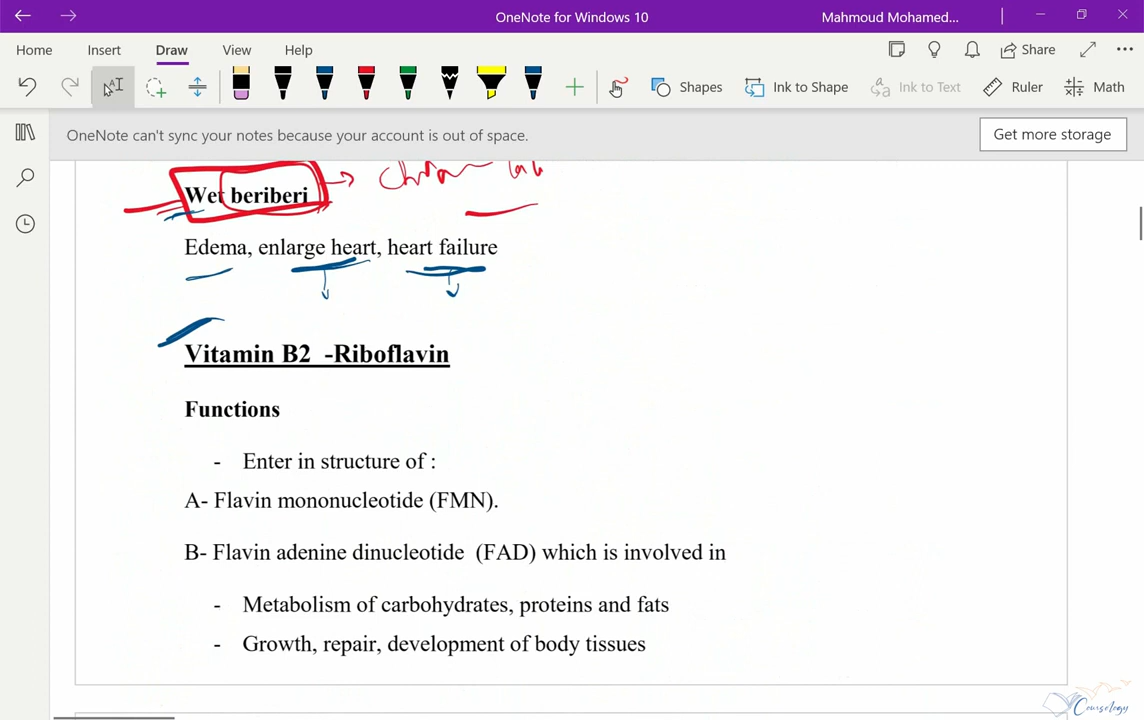 OneNote for Windows 10
Mahmoud Mohamed...
Home Insert Draw View Help
Share
Shapes Ink to Shape Ink to Text Ruler Math
OneNote can't sync your notes because your account is out of space.
Get more storage
Wet beriberi
Edema, enlarge heart, heart failure
Vitamin B2 -Riboflavin
Functions
- Enter in structure of :
A- Flavin mononucleotide (FMN).
B- Flavin adenine dinucleotide (FAD) which is involved in
- Metabolism of carbohydrates, proteins and fats
- Growth, repair, development of body tissues
Courseology